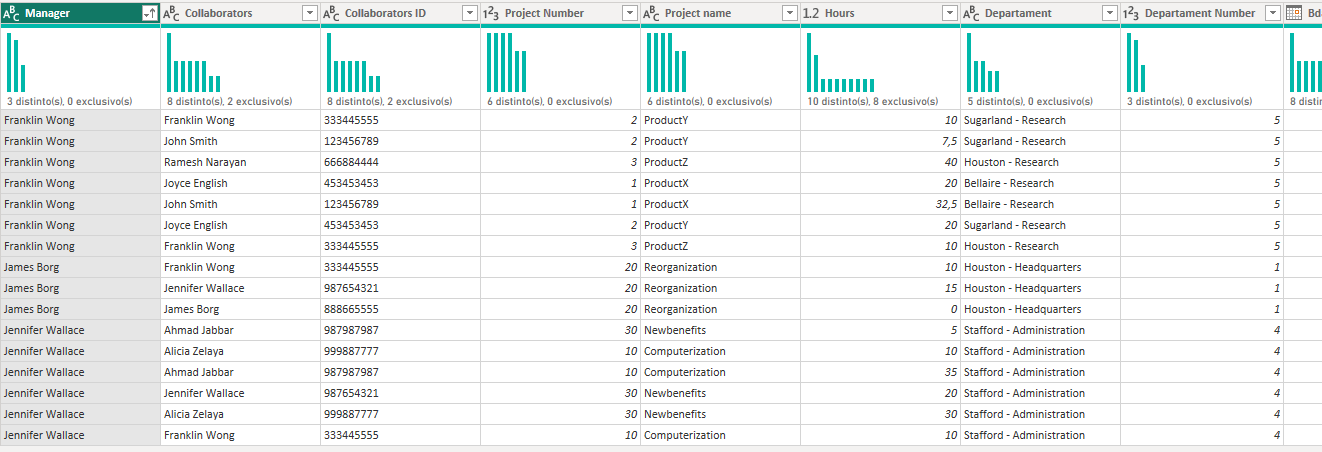 Manager Collaborators Collaborators ID Project Number Project name Hours Departament Departament Number
3 distinto(s), 0 exclusivo(s) 8 distinto(s), 2 exclusivo(s) 8 distinto(s), 2 exclusivo(s) 6 distinto(s), 0 exclusivo(s) 6 distinto(s), 0 exclusivo(s) 10 distinto(s), 8 exclusivo(s) 5 distinto(s), 0 exclusivo(s) 3 distinto(s), 0 exclusivo(s) 8 distin
Franklin Wong Franklin Wong 333445555 2 ProductY 10 Sugarland - Research 5
Franklin Wong John Smith 123456789 2 ProductY 7,5 Sugarland - Research 5
Franklin Wong Ramesh Narayan 666884444 3 ProductZ 40 Houston - Research 5
Franklin Wong Joyce English 453453453 1 ProductX 20 Bellaire - Research 5
Franklin Wong John Smith 123456789 1 ProductX 32,5 Bellaire - Research 5
Franklin Wong Joyce English 453453453 2 ProductY 20 Sugarland - Research 5
Franklin Wong Franklin Wong 333445555 3 ProductZ 10 Houston - Research 5
James Borg Franklin Wong 333445555 20 Reorganization 10 Houston - Headquarters 1
James Borg Jennifer Wallace 987654321 20 Reorganization 15 Houston - Headquarters 1
James Borg James Borg 888665555 20 Reorganization 0 Houston - Headquarters 1
Jennifer Wallace Ahmad Jabbar 987987987 30 Newbenefits 5 Stafford - Administration 4
Jennifer Wallace Alicia Zelaya 999887777 10 Computerization 10 Stafford - Administration 4
Jennifer Wallace Ahmad Jabbar 987987987 10 Computerization 35 Stafford - Administration 4
Jennifer Wallace Jennifer Wallace 987654321 30 Newbenefits 20 Stafford - Administration 4
Jennifer Wallace Alicia Zelaya 999887777 30 Newbenefits 30 Stafford - Administration 4
Jennifer Wallace Franklin Wong 333445555 10 Computerization 10 Stafford - Administration 4